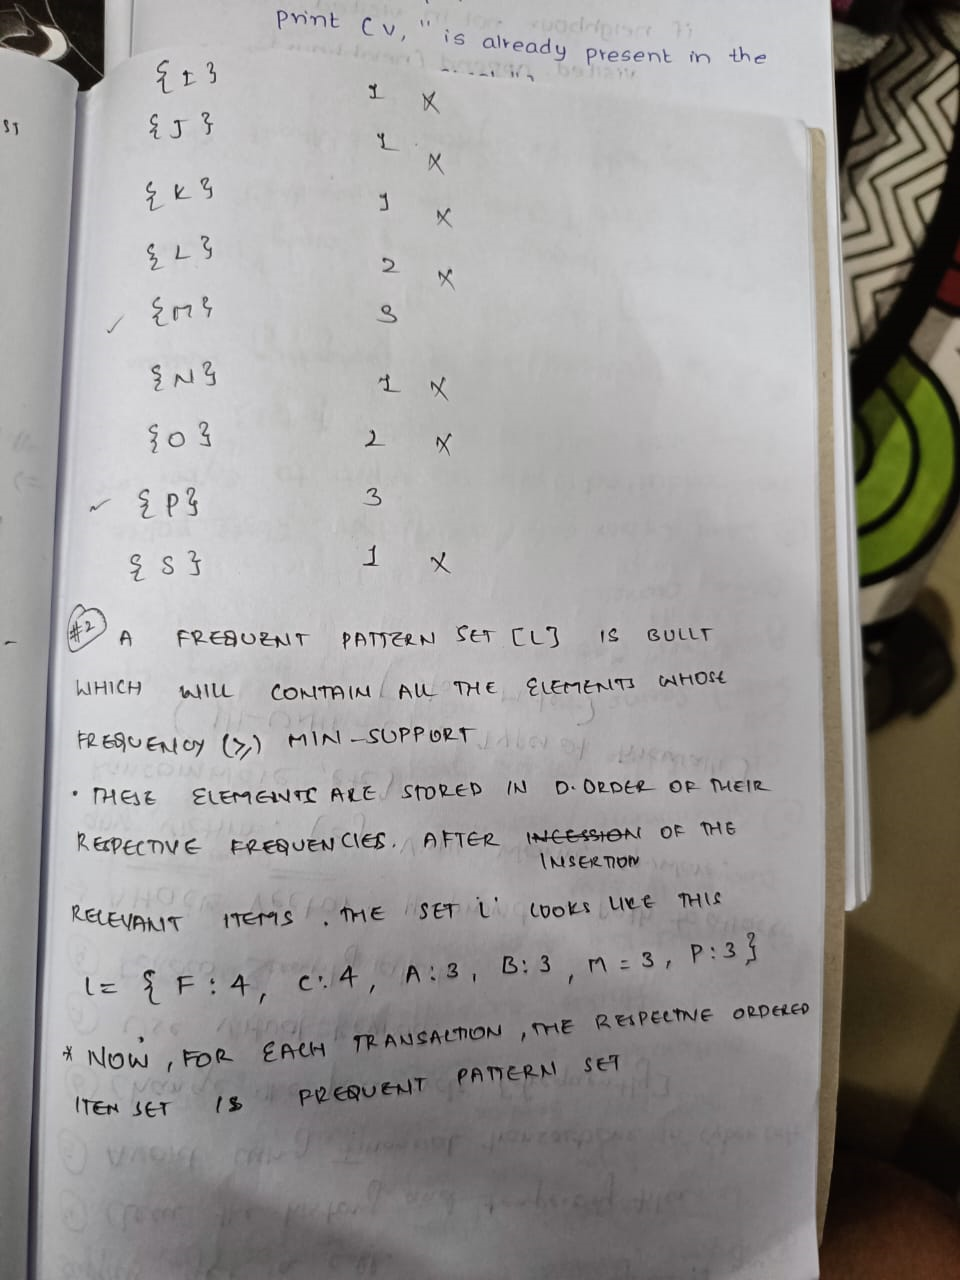 print (v, " is already present in the
ST
{I} 1 x
{J} 1 x
{K} 1 x
{L} 2 x
✓ {M} 3
{N} 1 x
{O} 2 x
✓ {P} 3
{S} 1 x
#2 A FREQUENT PATTERN SET [L] IS BUILT
WHICH WILL CONTAIN ALL THE ELEMENTS WHOSE
FREQUENCY (≥) MIN-SUPPORT
• THESE ELEMENTS ARE STORED IN D.ORDER OF THEIR
RESPECTIVE FREQUENCIES. AFTER INCESSION OF THE
INSERTION
RELEVANT ITEMS. THE SET 'L' LOOKS LIKE THIS
L = { F : 4, C : 4, A : 3, B : 3, M = 3, P : 3 }
* NOW, FOR EACH TRANSACTION, THE RESPECTIVE ORDERED
ITEN SET IS FREQUENT PATTERN SET